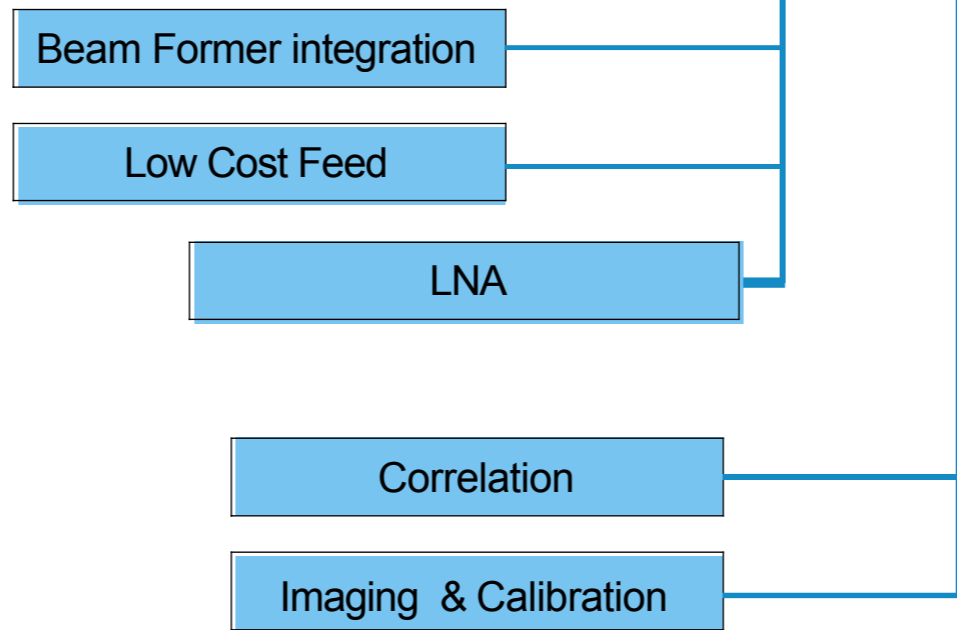 Beam Former integration
Low Cost Feed
LNA
Correlation
Imaging & Calibration